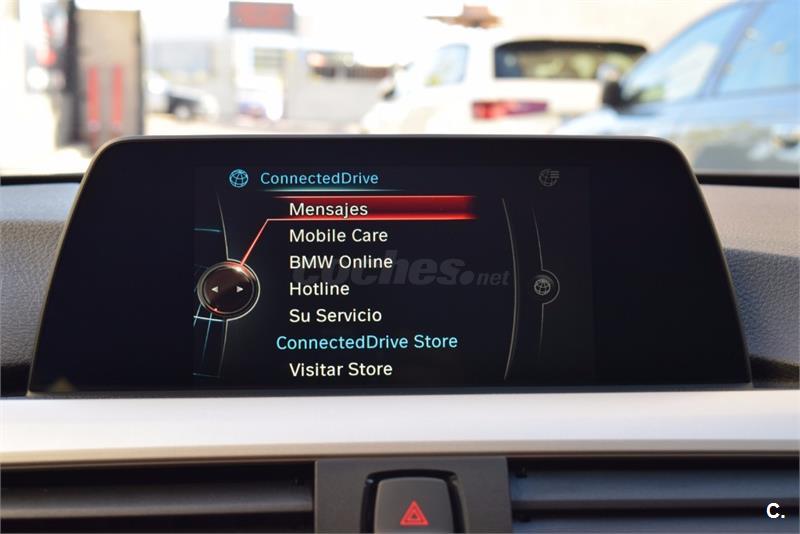 ConnectedDrive
Mensajes
Mobile Care
BMW Online
coches.net
Hotline
Su Servicio
ConnectedDrive Store
Visitar Store
C.